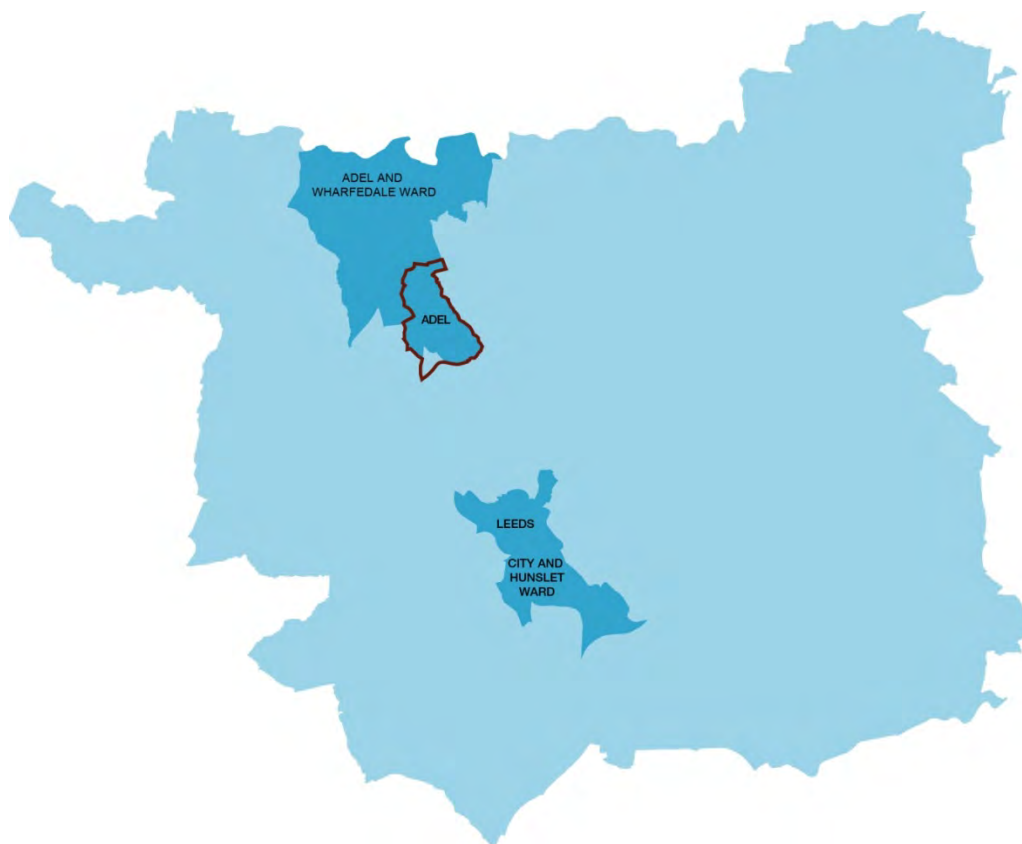 ADEL AND
WHARFEDALE WARD
ADEL
LEEDS
CITY AND
HUNSLET
WARD